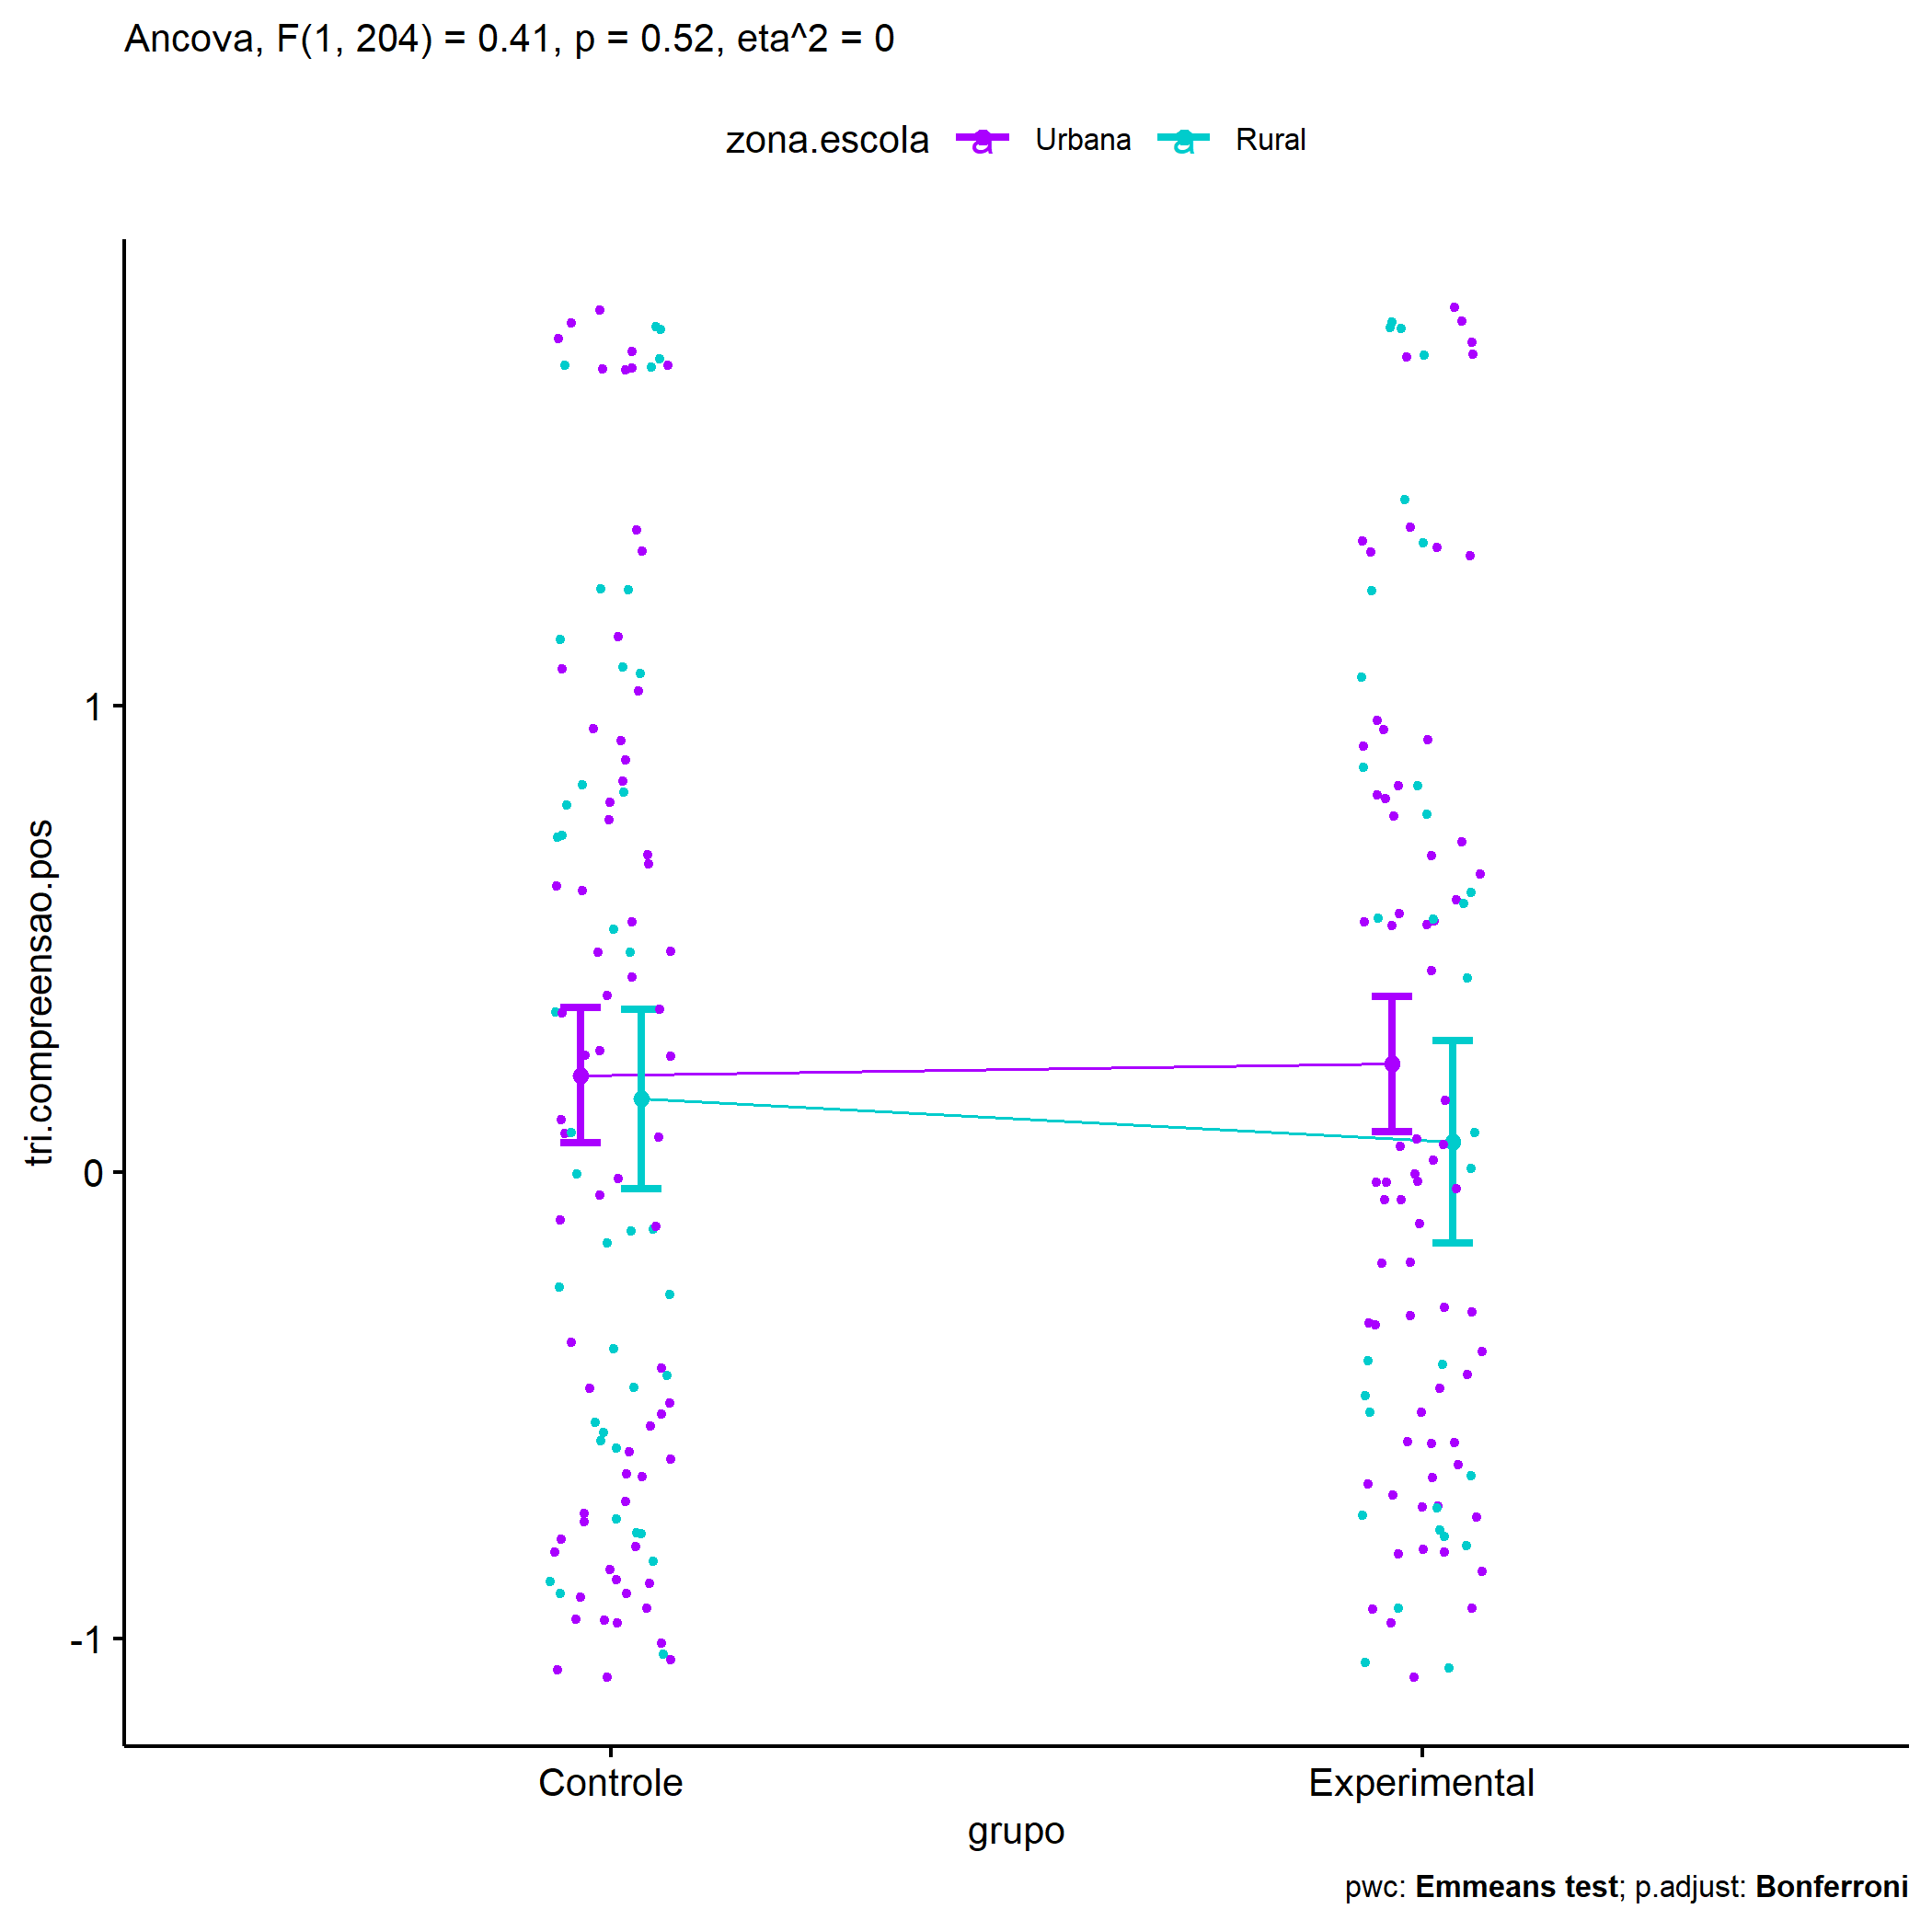 Ancova, F(1, 204) = 0.41, p = 0.52, eta^2 = 0
zona.escola a Urbana a Rural
tri.compreensao.pos
1
0
-1
Controle Experimental
grupo
pwc: Emmeans test; p.adjust: Bonferroni